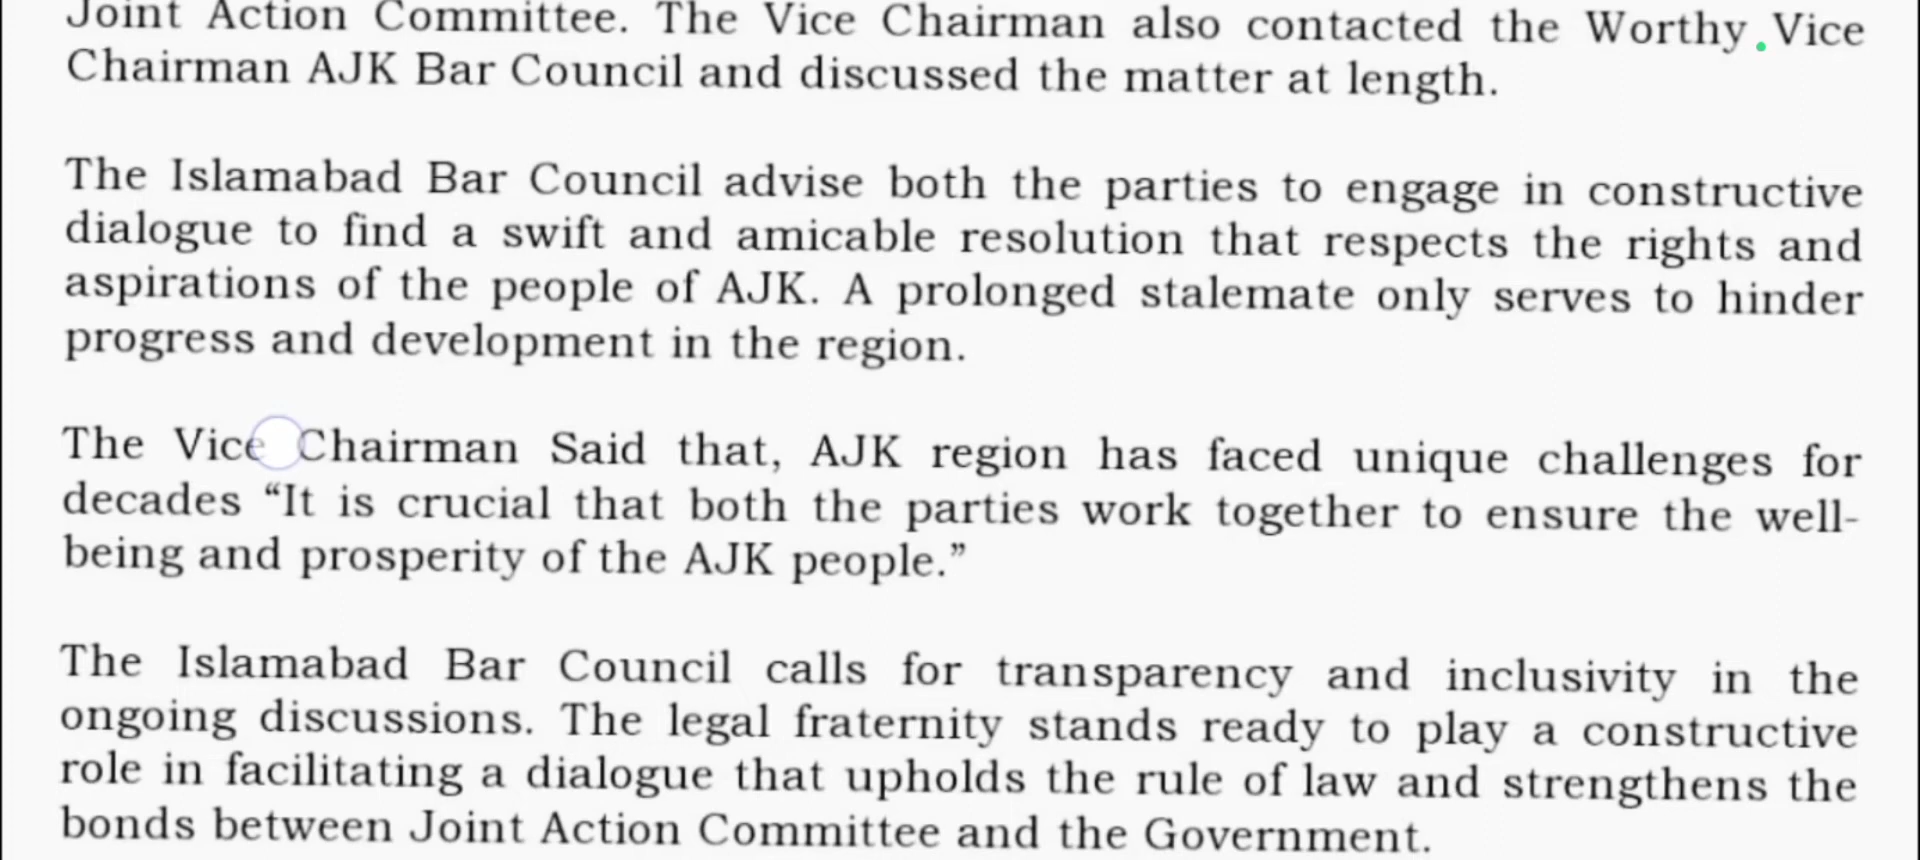 Joint Action Committee. The Vice Chairman also contacted the Worthy Vice
Chairman AJK Bar Council and discussed the matter at length.
The Islamabad Bar Council advise both the parties to engage in constructive
dialogue to find a swift and amicable resolution that respects the rights and
aspirations of the people of AJK. A prolonged stalemate only serves to hinder
progress and development in the region.
The Vice Chairman Said that, AJK region has faced unique challenges for
decades “It is crucial that both the parties work together to ensure the well-
being and prosperity of the AJK people.”
The Islamabad Bar Council calls for transparency and inclusivity in the
ongoing discussions. The legal fraternity stands ready to play a constructive
role in facilitating a dialogue that upholds the rule of law and strengthens the
bonds between Joint Action Committee and the Government.